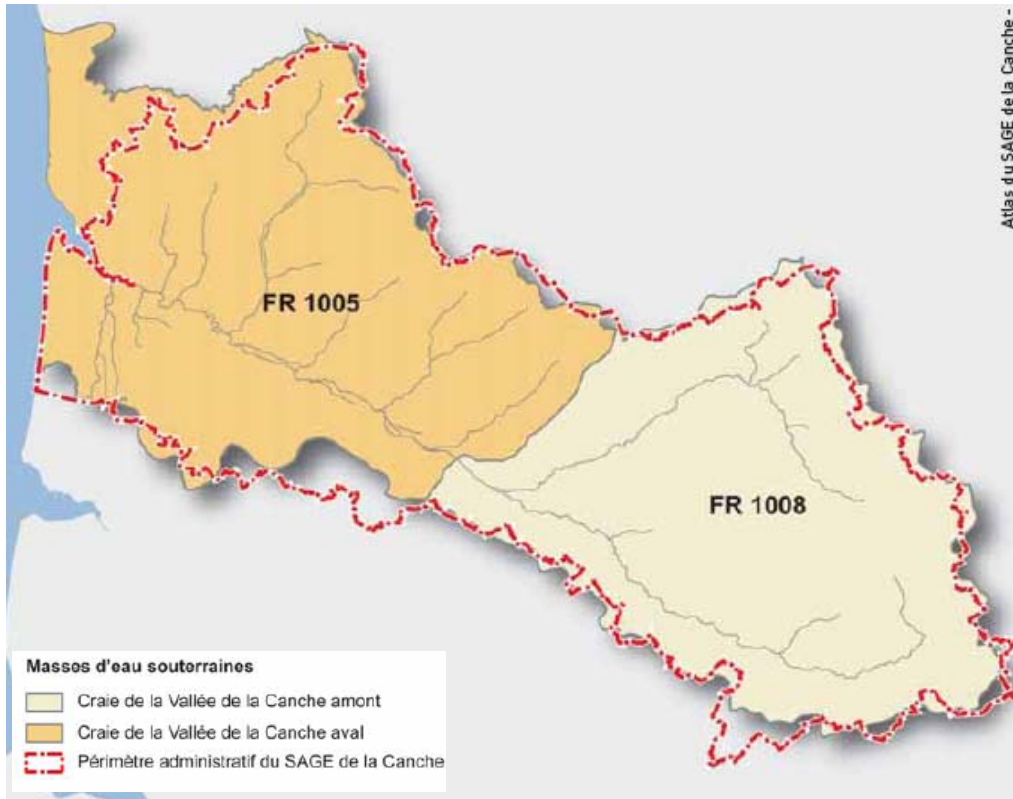 Atlas du SAGE de la Canche -
FR 1005
FR 1008
Masses d'eau souterraines
Craie de la Vallée de la Canche amont
Craie de la Vallée de la Canche aval
Périmètre administratif du SAGE de la Canche